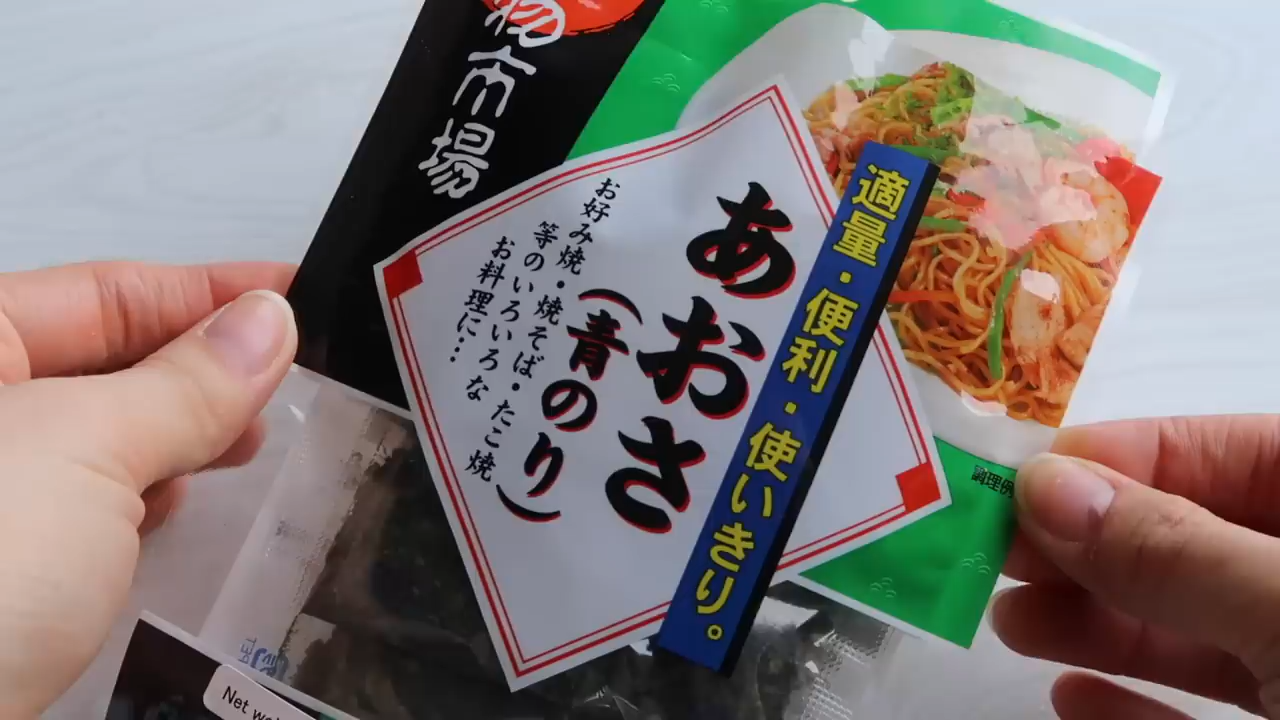 物市場
あおさ
(青のり)
お好み焼・焼そば・たこ焼
等のいろいろな
お料理に…
適量・便利・使いきり。
調理例
Net